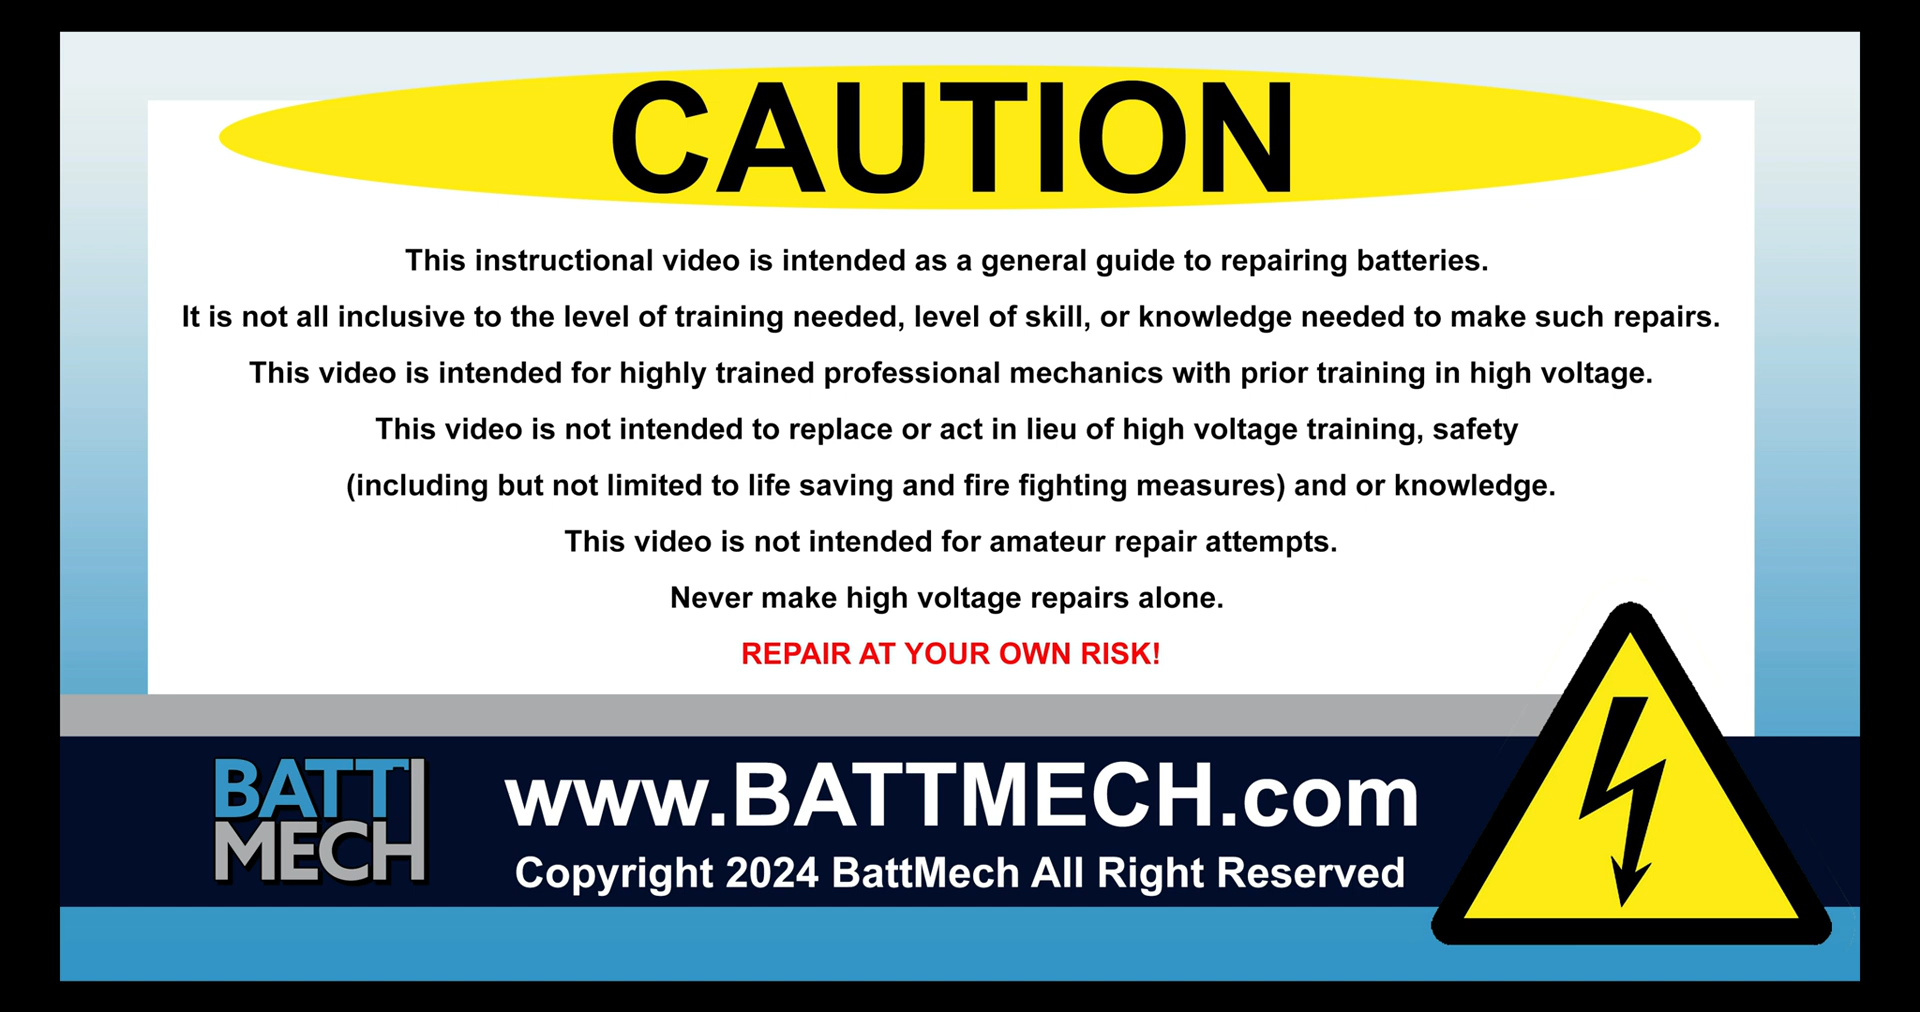 CAUTION
This instructional video is intended as a general guide to repairing batteries.
It is not all inclusive to the level of training needed, level of skill, or knowledge needed to make such repairs.
This video is intended for highly trained professional mechanics with prior training in high voltage.
This video is not intended to replace or act in lieu of high voltage training, safety
(including but not limited to life saving and fire fighting measures) and or knowledge.
This video is not intended for amateur repair attempts.
Never make high voltage repairs alone.
REPAIR AT YOUR OWN RISK!
BATT
MECH
www.BATTMECH.com
Copyright 2024 BattMech All Right Reserved